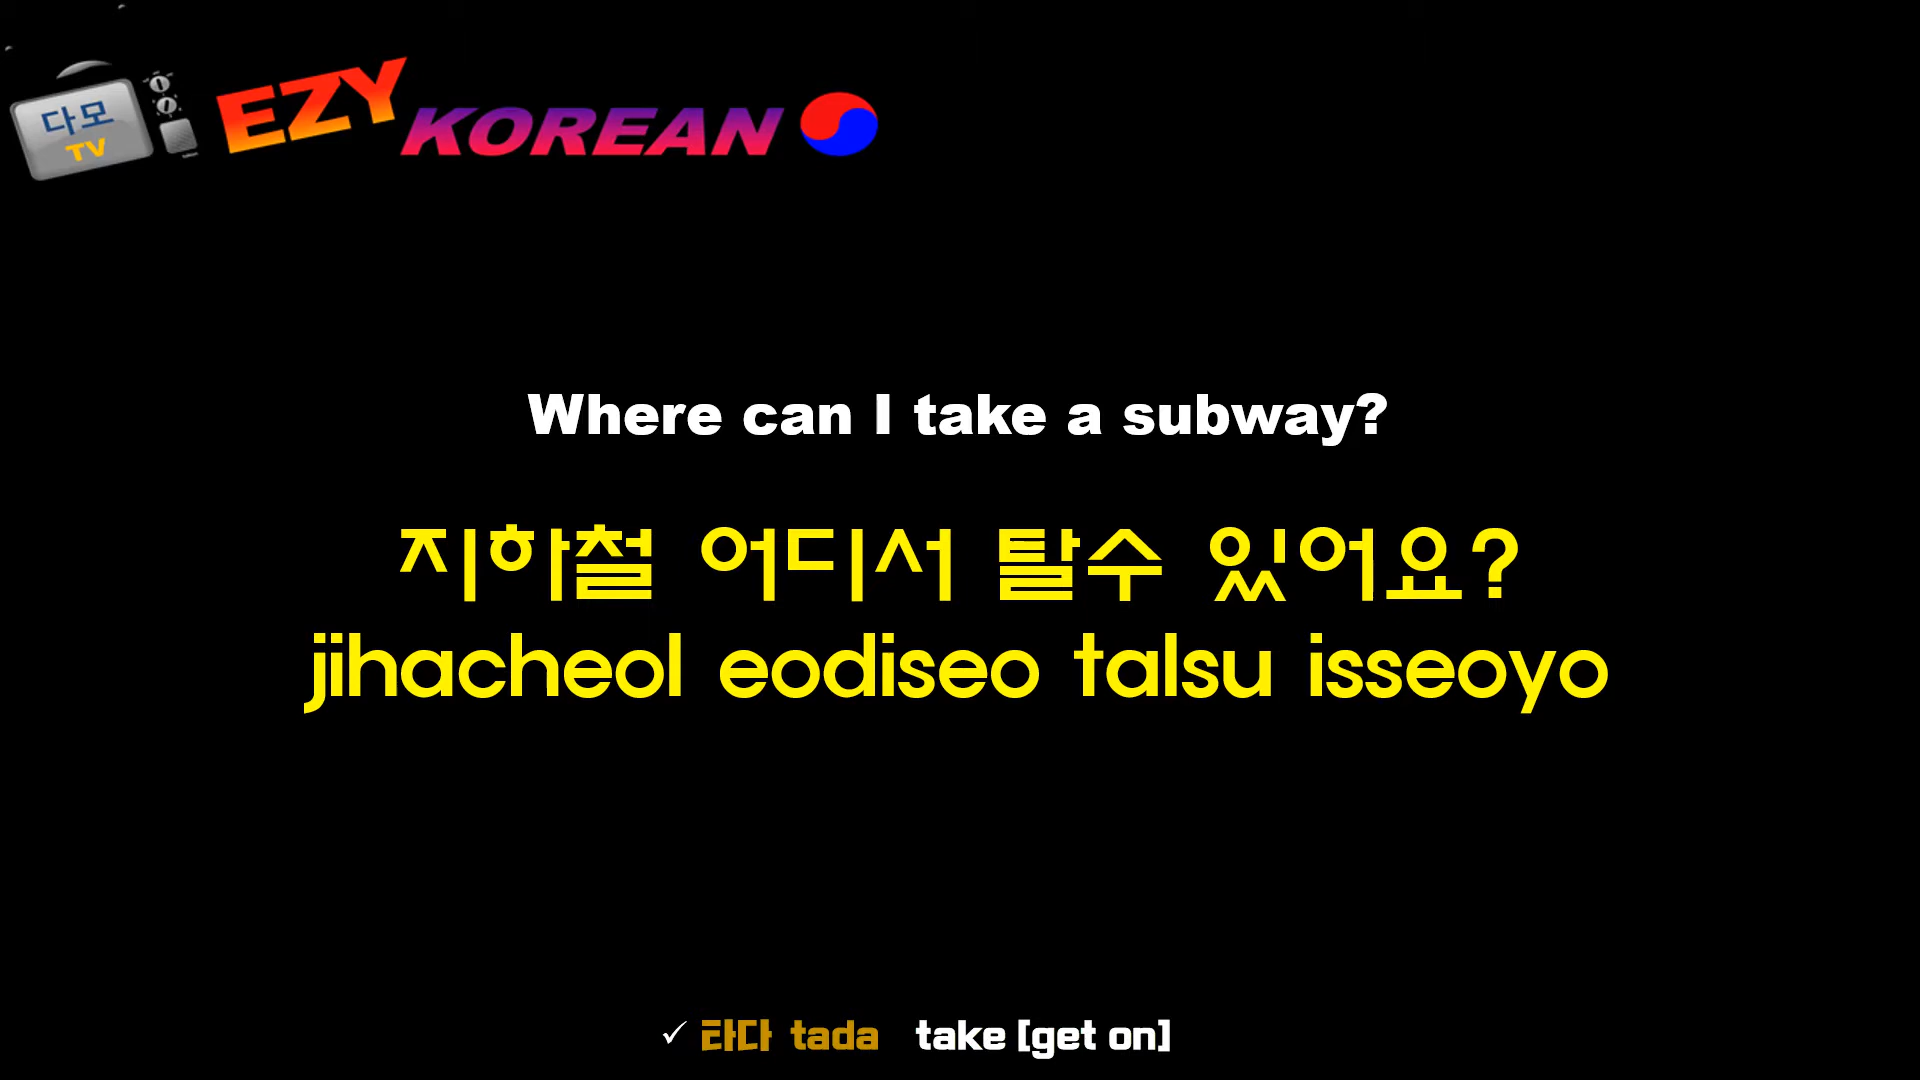 다모
TV
EZY KOREAN
Where can I take a subway?
지하철 어디서 탈수 있어요?
jihacheol eodiseo talsu isseoyo
✓ 타다 tada take [get on]